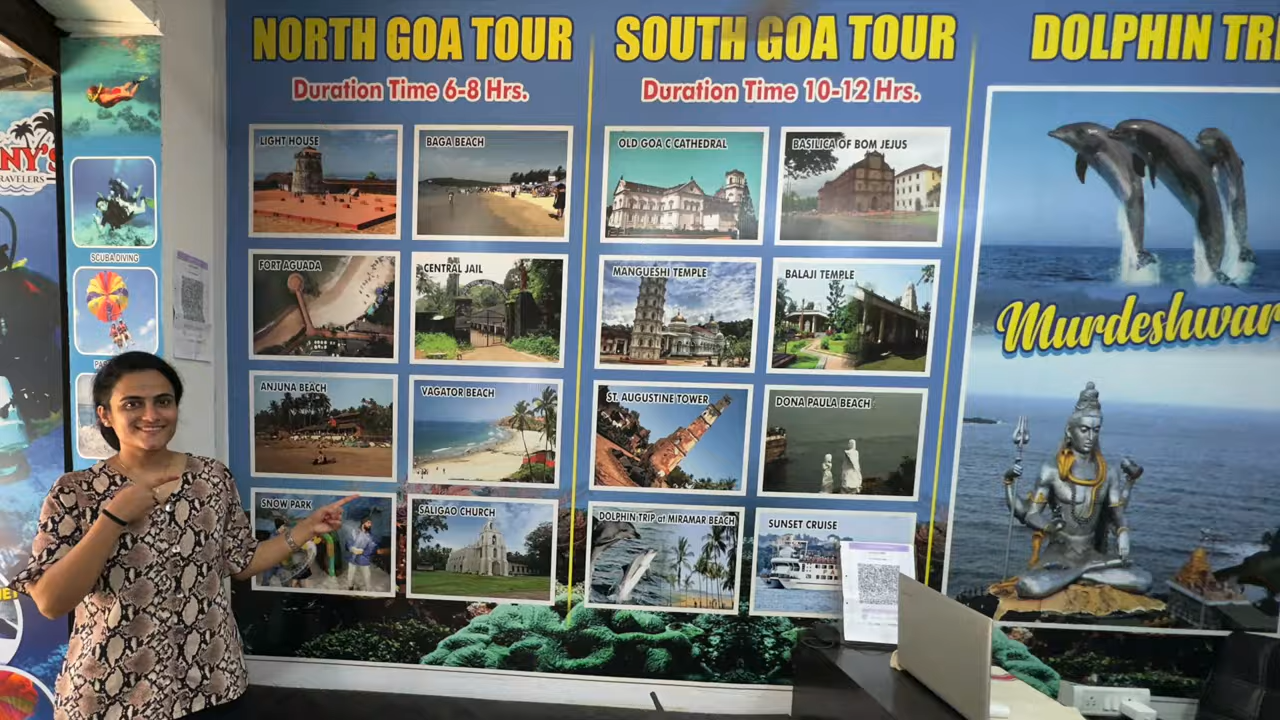 NORTH GOA TOUR
Duration Time 6-8 Hrs.
LIGHT HOUSE
BAGA BEACH
FORT AGUADA
CENTRAL JAIL
ANJUNA BEACH
VAGATOR BEACH
SNOW PARK
SALIGAO CHURCH
SOUTH GOA TOUR
Duration Time 10-12 Hrs.
OLD GOA C CATHEDRAL
BASILICA OF BOM JEJUS
MANGUESHI TEMPLE
BALAJI TEMPLE
ST. AUGUSTINE TOWER
DONA PAULA BEACH
DOLPHIN TRIP at MIRAMAR BEACH
SUNSET CRUISE
DOLPHIN TRI
Murdeshwar
NY'S
RAVELERS
SCUBA DIVING